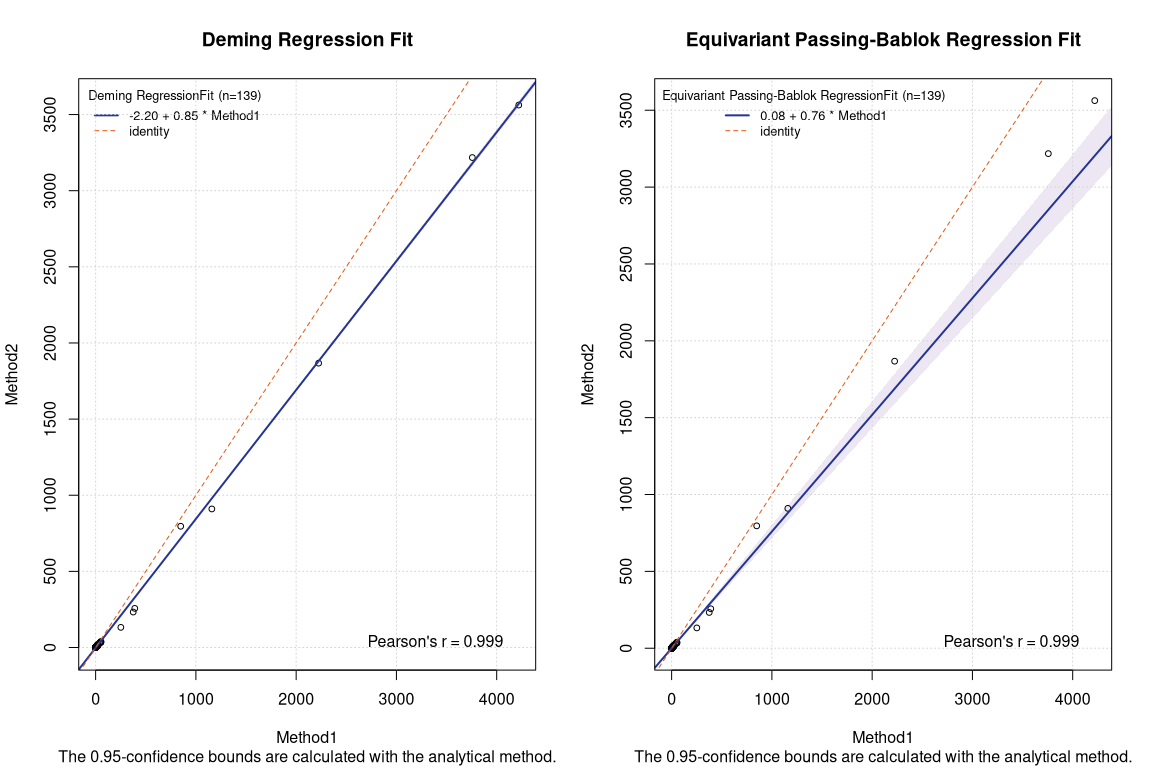 Deming Regression Fit
Deming RegressionFit (n=139)
-2.20 + 0.85 * Method1
identity
Method2
3500
3000
2500
2000
1500
1000
500
0
Pearson's r = 0.999
0 1000 2000 3000 4000
Method1
The 0.95-confidence bounds are calculated with the analytical method.
Equivariant Passing-Bablok Regression Fit
Equivariant Passing-Bablok RegressionFit (n=139)
0.08 + 0.76 * Method1
identity
Method2
3500
3000
2500
2000
1500
1000
500
0
Pearson's r = 0.999
0 1000 2000 3000 4000
Method1
The 0.95-confidence bounds are calculated with the analytical method.